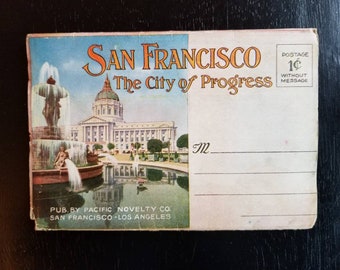 SAN FRANCISCO
The City of Progress
POSTAGE
1¢
WITHOUT
MESSAGE
M
PUB. BY PACIFIC NOVELTY CO.
SAN FRANCISCO - LOS ANGELES